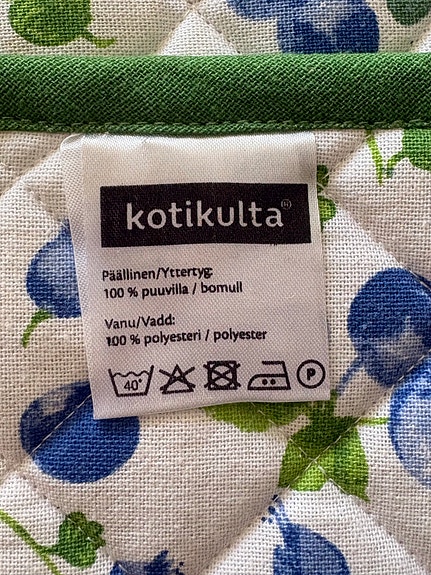 kotikulta
Päällinen/Yttertyg:
100 % puuvilla / bomull
Vanu/Vadd:
100 % polyesteri / polyester
40° P